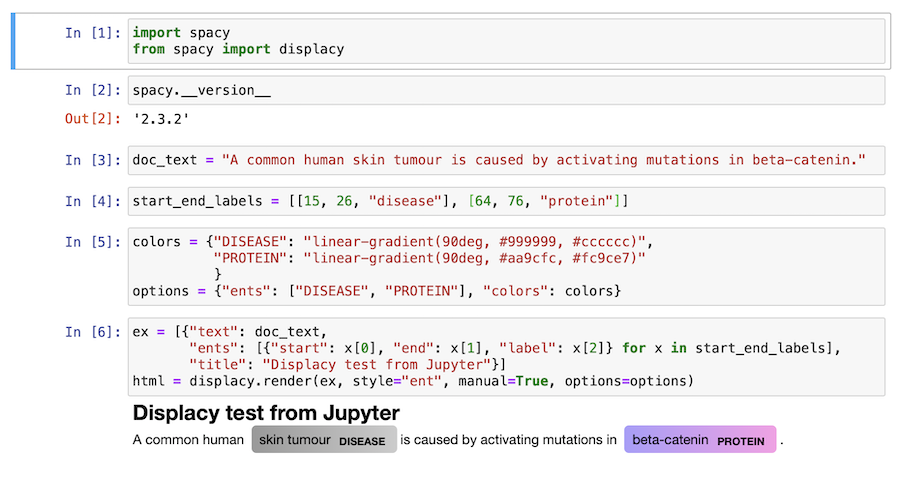 In [1]: import spacy
from spacy import displacy
In [2]: spacy.__version__
Out[2]: '2.3.2'
In [3]: doc_text = "A common human skin tumour is caused by activating mutations in beta-catenin."
In [4]: start_end_labels = [[15, 26, "disease"], [64, 76, "protein"]]
In [5]: colors = {"DISEASE": "linear-gradient(90deg, #999999, #cccccc)",
"PROTEIN": "linear-gradient(90deg, #aa9cfc, #fc9ce7)"
}
options = {"ents": ["DISEASE", "PROTEIN"], "colors": colors}
In [6]: ex = [{"text": doc_text,
"ents": [{"start": x[0], "end": x[1], "label": x[2]} for x in start_end_labels],
"title": "Displacy test from Jupyter"}]
html = displacy.render(ex, style="ent", manual=True, options=options)
Displacy test from Jupyter
A common human skin tumour DISEASE is caused by activating mutations in beta-catenin PROTEIN .